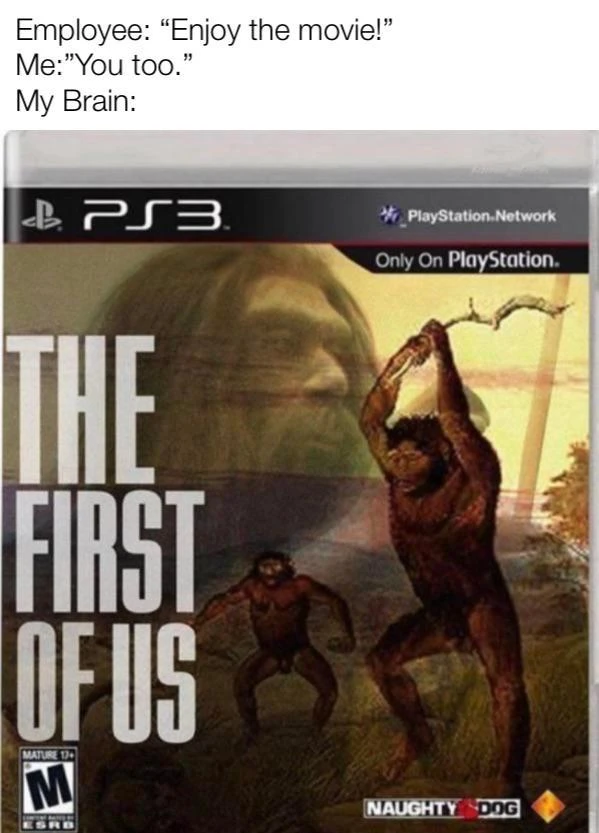 Employee: “Enjoy the movie!”
Me:”You too.”
My Brain:
PS3
PlayStation Network
Only On PlayStation.
THE
FIRST
OF US
MATURE 17+
M
ESRB
NAUGHTY DOG